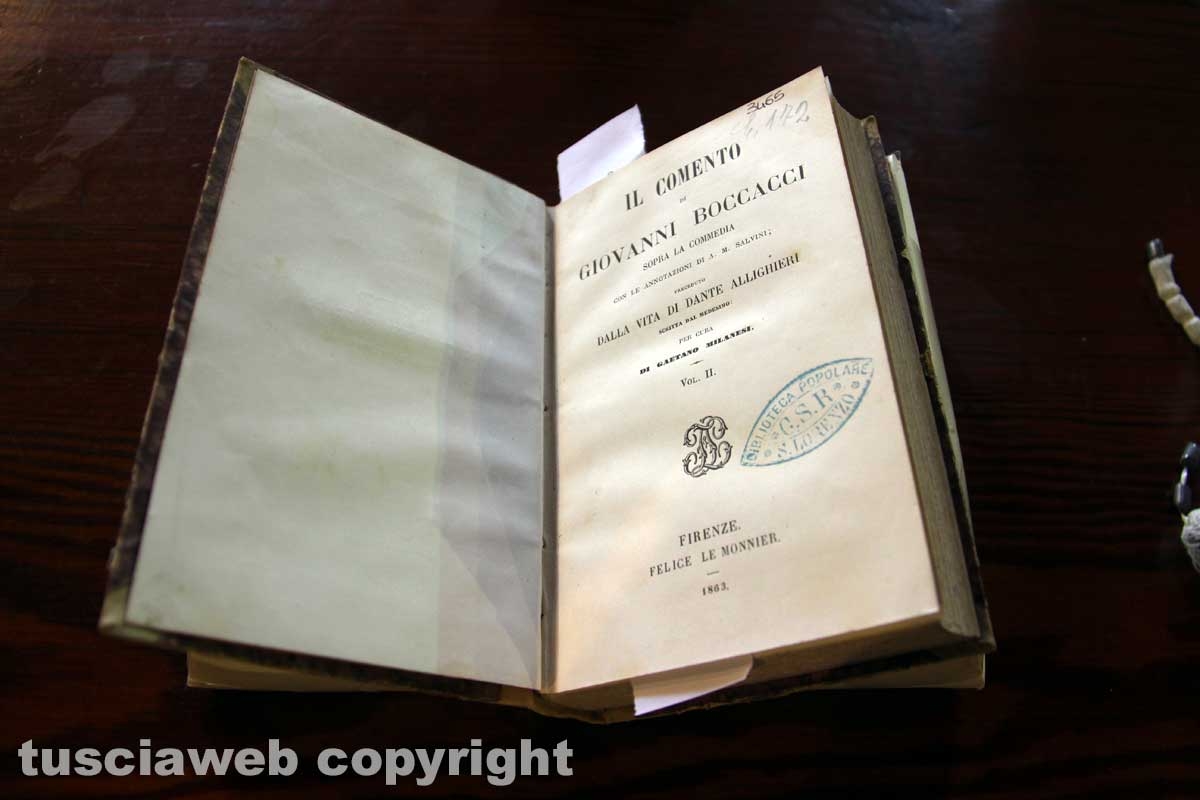 3465
172
IL COMENTO
DI
GIOVANNI BOCCACCI
SOPRA LA COMMEDIA
CON LE ANNOTAZIONI DI A. M. SALVINI;
PRECEDUTO
DALLA VITA DI DANTE ALLIGHIERI
SCRITTA DAL MEDESIMO:
PER CURA
DI GAETANO MILANESI.
VOL. II.
BIBLIOTECA POPOLARE
C.S.R.
S. LORENZO
FIRENZE.
FELICE LE MONNIER.
1863.
tusciaweb copyright